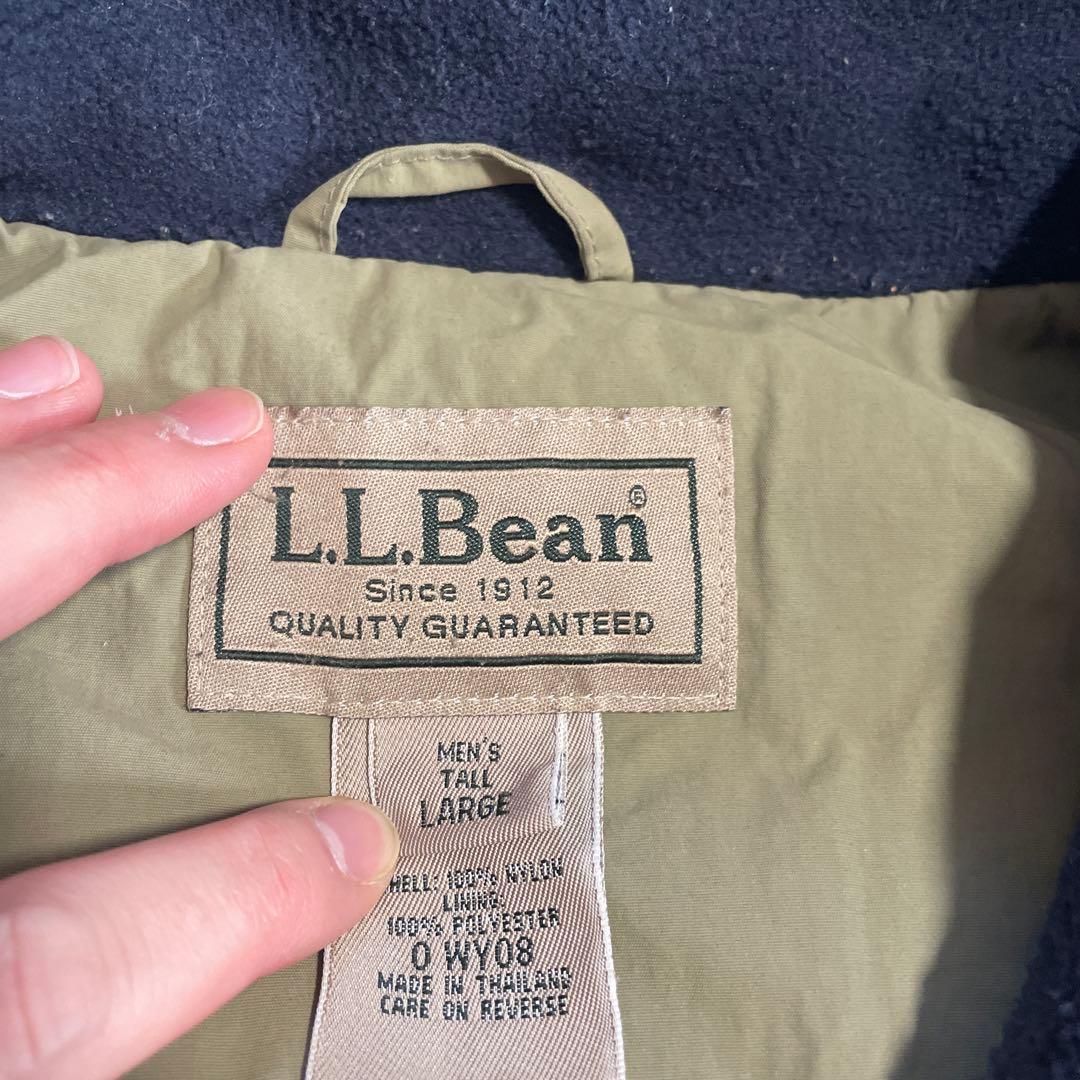 L.L.Bean®
Since 1912
QUALITY GUARANTEED
MEN'S
TALL
LARGE
HELL: 100% NYLON
LINING:
100% POLYESTER
0 WY08
MADE IN THAILAND
CARE ON REVERSE